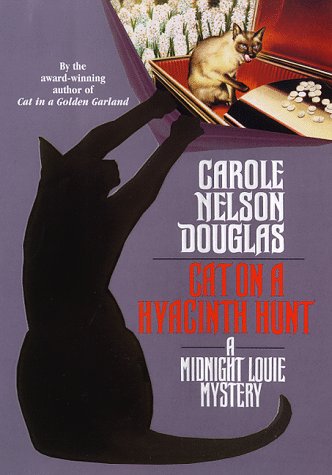 By the
award-winning
author of
Cat in a Golden Garland
CAROLE
NELSON
DOUGLAS
CAT ON A
HYACINTH HUNT
A
MIDNIGHT LOUIE
MYSTERY